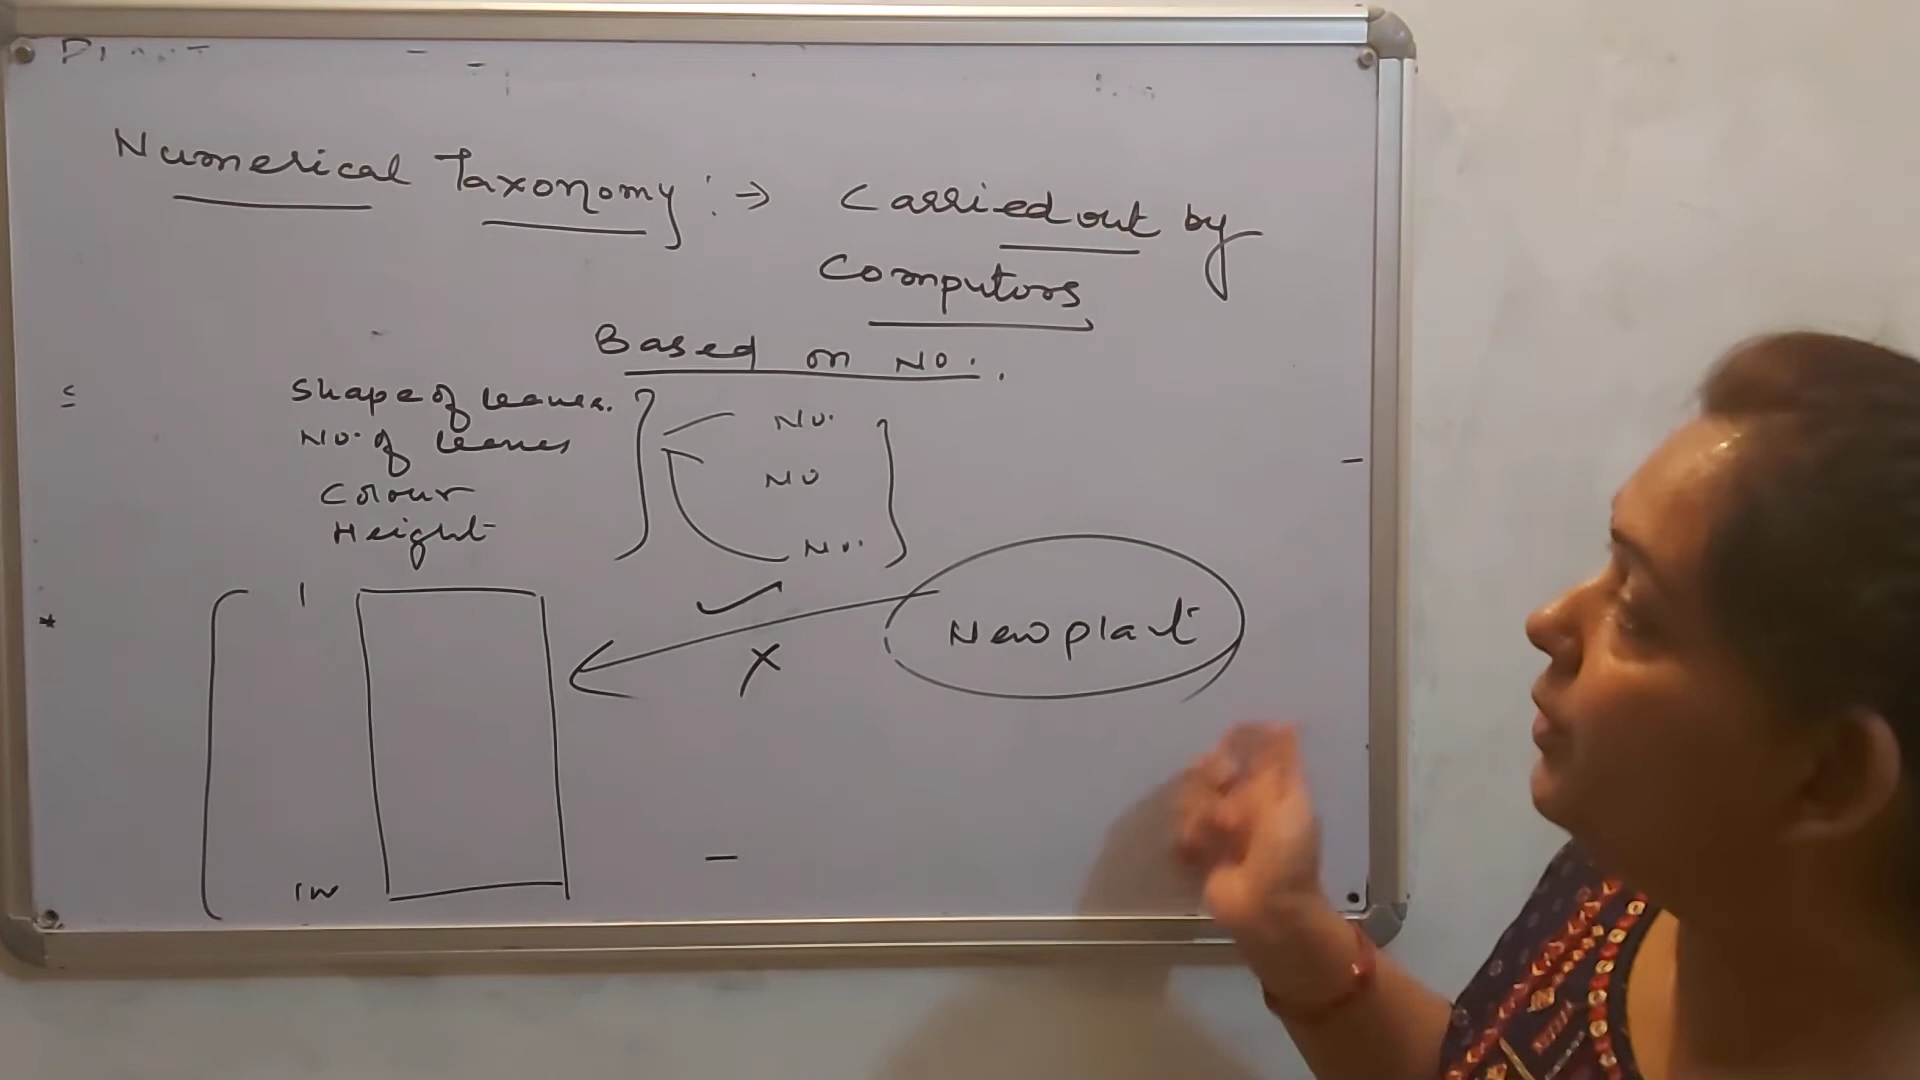 Numerical Taxonomy :→ Carried out by
Computors
Based on No.
Shape of leaves.
No. of leaves
Colour
Height
No.
No
No.
1
✓
X
New plant